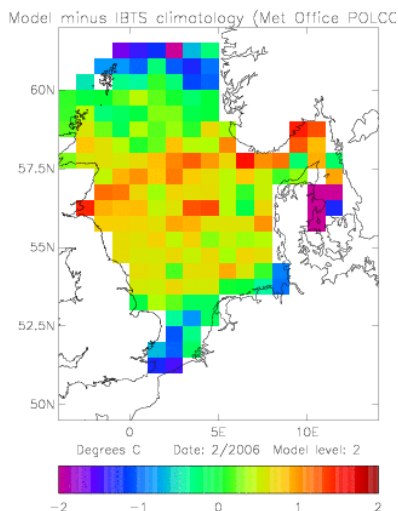 Model minus IBTS climatology (Met Office POLCO
60N
57.5N
55N
52.5N
50N
0 5E 10E
Degrees C Date: 2/2006 Model level: 2
-2 -1 0 1 2